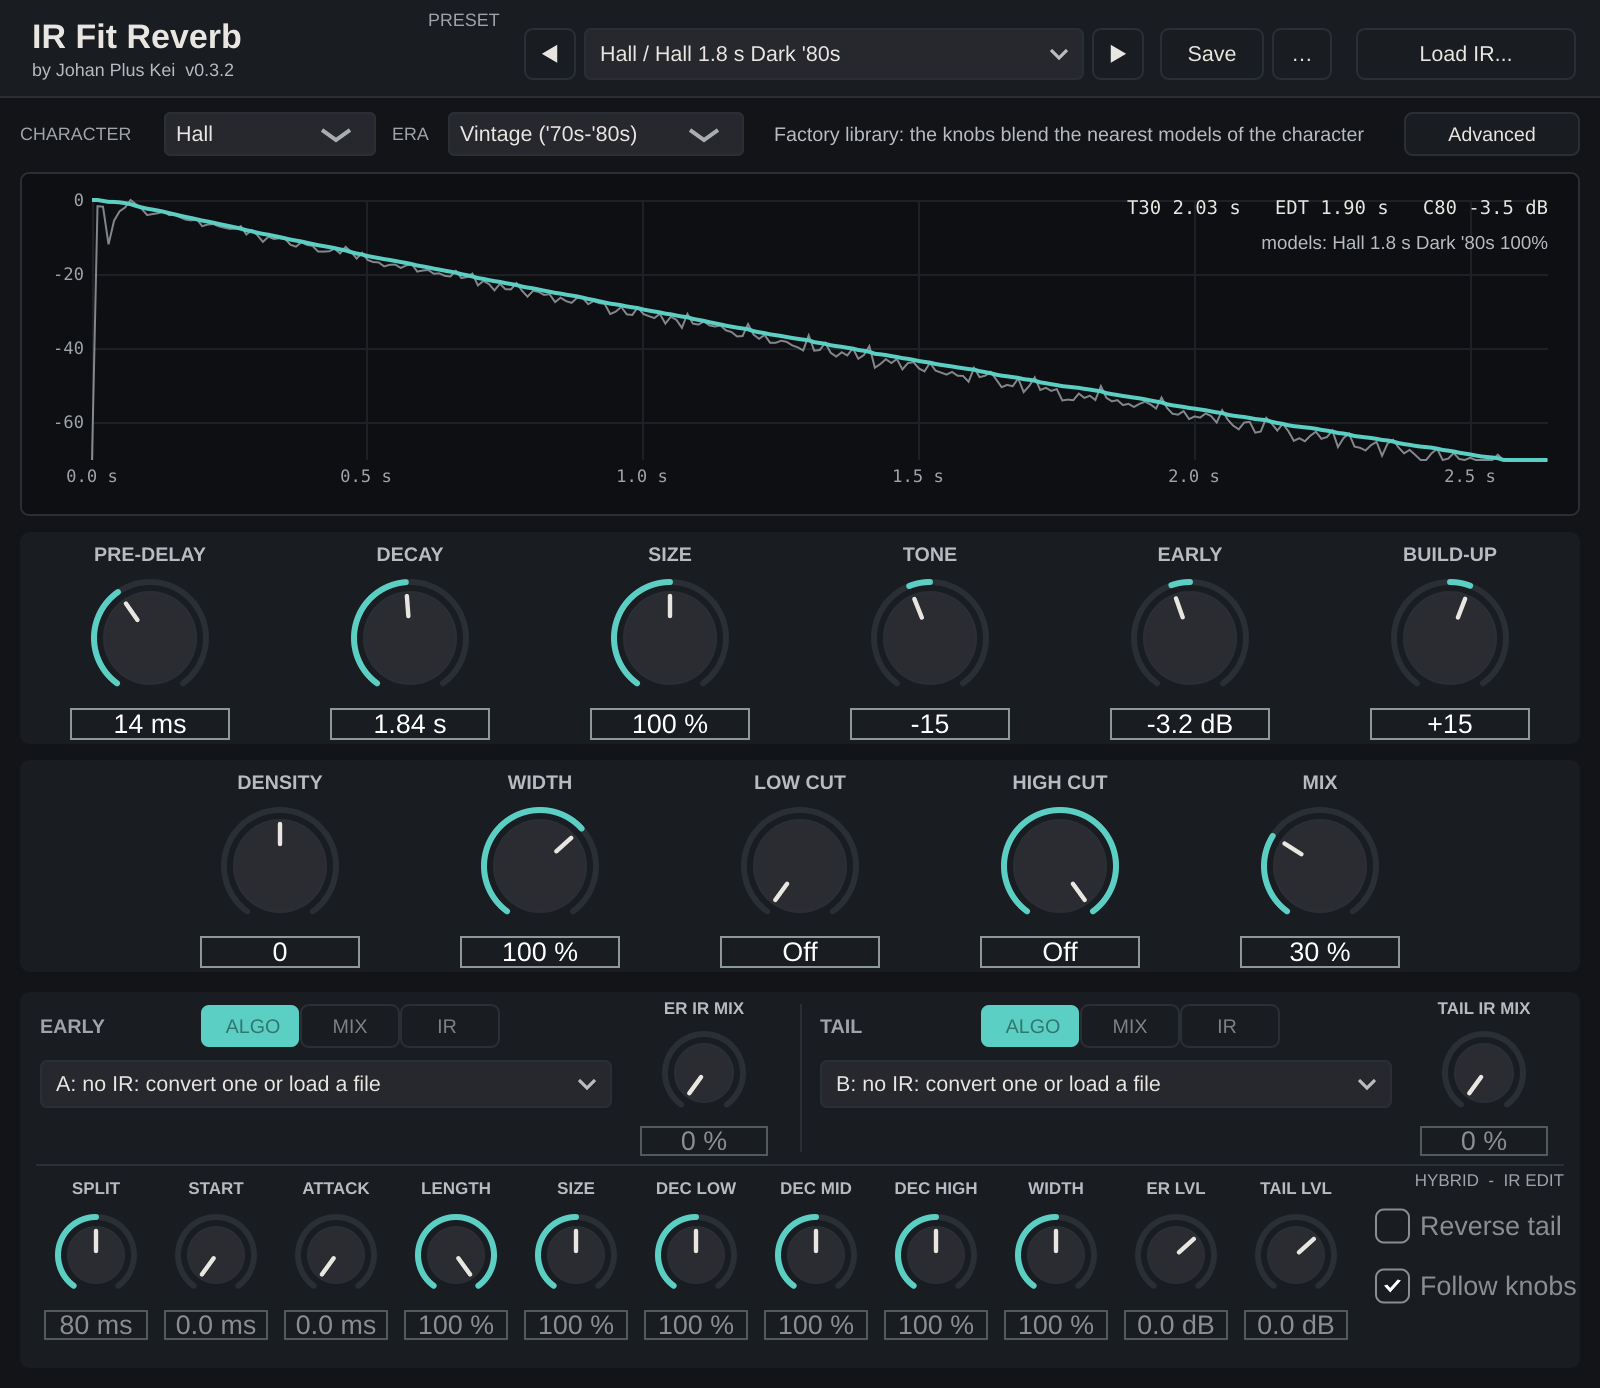 IR Fit Reverb
by Johan Plus Kei v0.3.2
PRESET
Hall / Hall 1.8 s Dark '80s
Save
...
Load IR...
CHARACTER
Hall
ERA
Vintage ('70s-'80s)
Factory library: the knobs blend the nearest models of the character
Advanced
T30 2.03 s EDT 1.90 s C80 -3.5 dB
models: Hall 1.8 s Dark '80s 100%
0
-20
-40
-60
0.0 s 0.5 s 1.0 s 1.5 s 2.0 s 2.5 s
PRE-DELAY DECAY SIZE TONE EARLY BUILD-UP
14 ms 1.84 s 100 % -15 -3.2 dB +15
DENSITY WIDTH LOW CUT HIGH CUT MIX
0 100 % Off Off 30 %
EARLY ALGO MIX IR
ER IR MIX
A: no IR: convert one or load a file
0 %
TAIL ALGO MIX IR
TAIL IR MIX
B: no IR: convert one or load a file
0 %
HYBRID - IR EDIT
SPLIT START ATTACK LENGTH SIZE DEC LOW DEC MID DEC HIGH WIDTH ER LVL TAIL LVL
80 ms 0.0 ms 0.0 ms 100 % 100 % 100 % 100 % 100 % 100 % 0.0 dB 0.0 dB
Reverse tail
Follow knobs